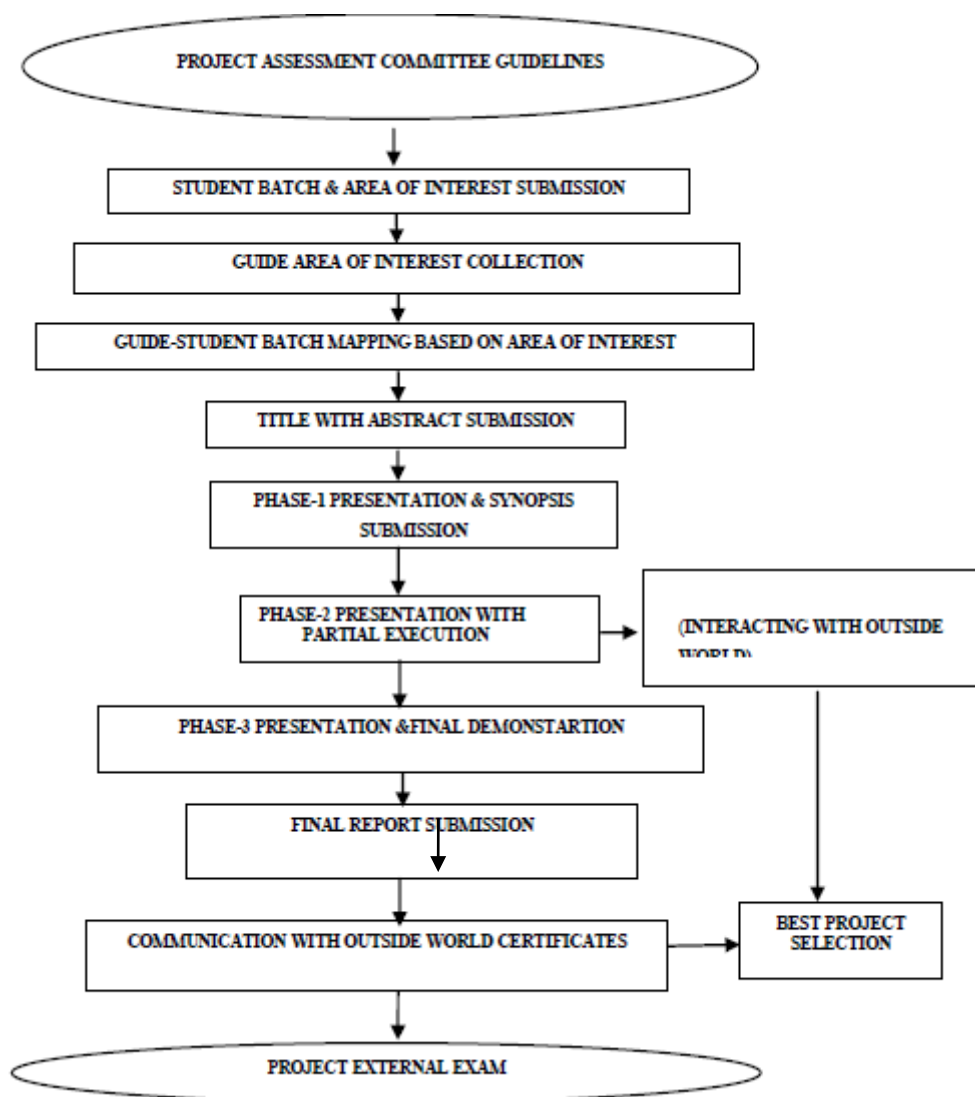 PROJECT ASSESSMENT COMMITTEE GUIDELINES
STUDENT BATCH & AREA OF INTEREST SUBMISSION
GUIDE AREA OF INTEREST COLLECTION
GUIDE-STUDENT BATCH MAPPING BASED ON AREA OF INTEREST
TITLE WITH ABSTRACT SUBMISSION
PHASE-1 PRESENTATION & SYNOPSIS
SUBMISSION
PHASE-2 PRESENTATION WITH
PARTIAL EXECUTION
(INTERACTING WITH OUTSIDE
WORLD)
PHASE-3 PRESENTATION &FINAL DEMONSTARTION
FINAL REPORT SUBMISSION
COMMUNICATION WITH OUTSIDE WORLD CERTIFICATES
BEST PROJECT
SELECTION
PROJECT EXTERNAL EXAM